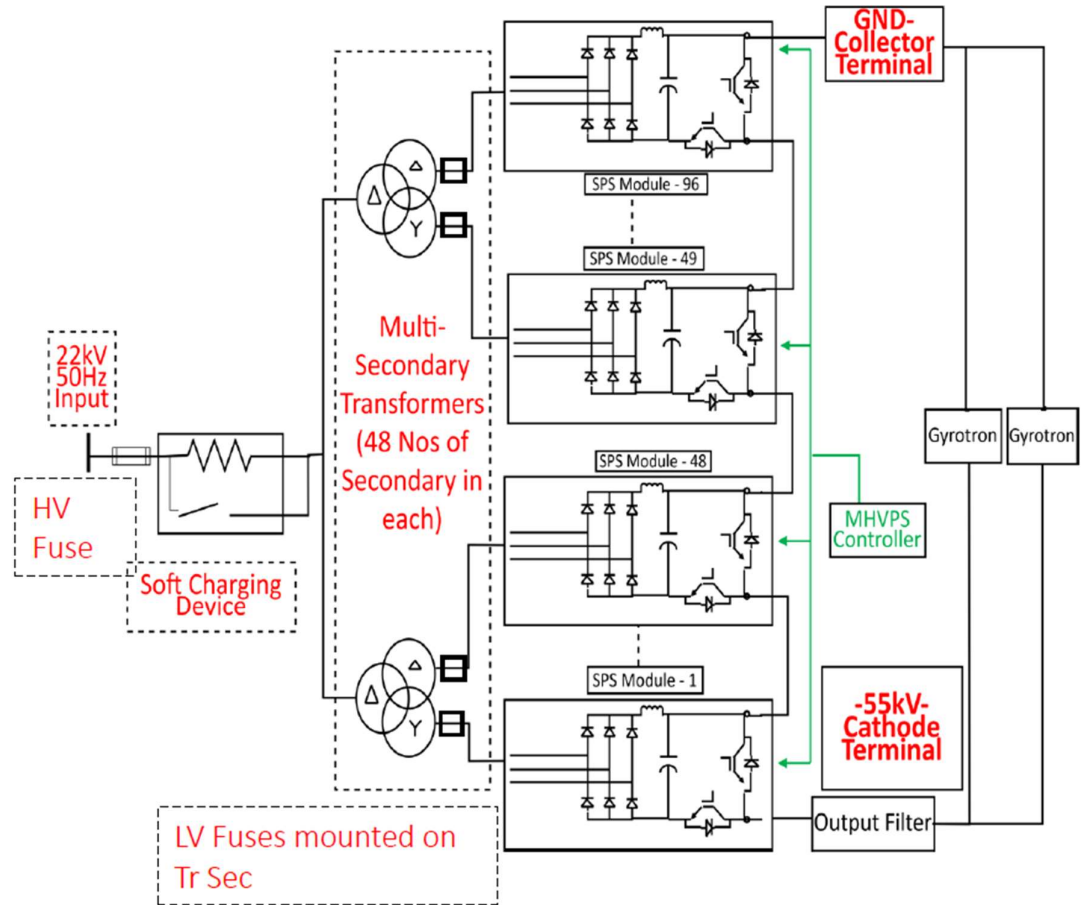 GND-
Collector
Terminal
SPS Module - 96
Δ
Δ
Y
SPS Module - 49
Multi-
Secondary
Transformers
(48 Nos of
Secondary in
each)
22kV
50Hz
Input
Gyrotron
Gyrotron
SPS Module - 48
HV
Fuse
MHVPS
Controller
Soft Charging
Device
Δ
Δ
Y
SPS Module - 1
-55kV-
Cathode
Terminal
Output Filter
LV Fuses mounted on
Tr Sec